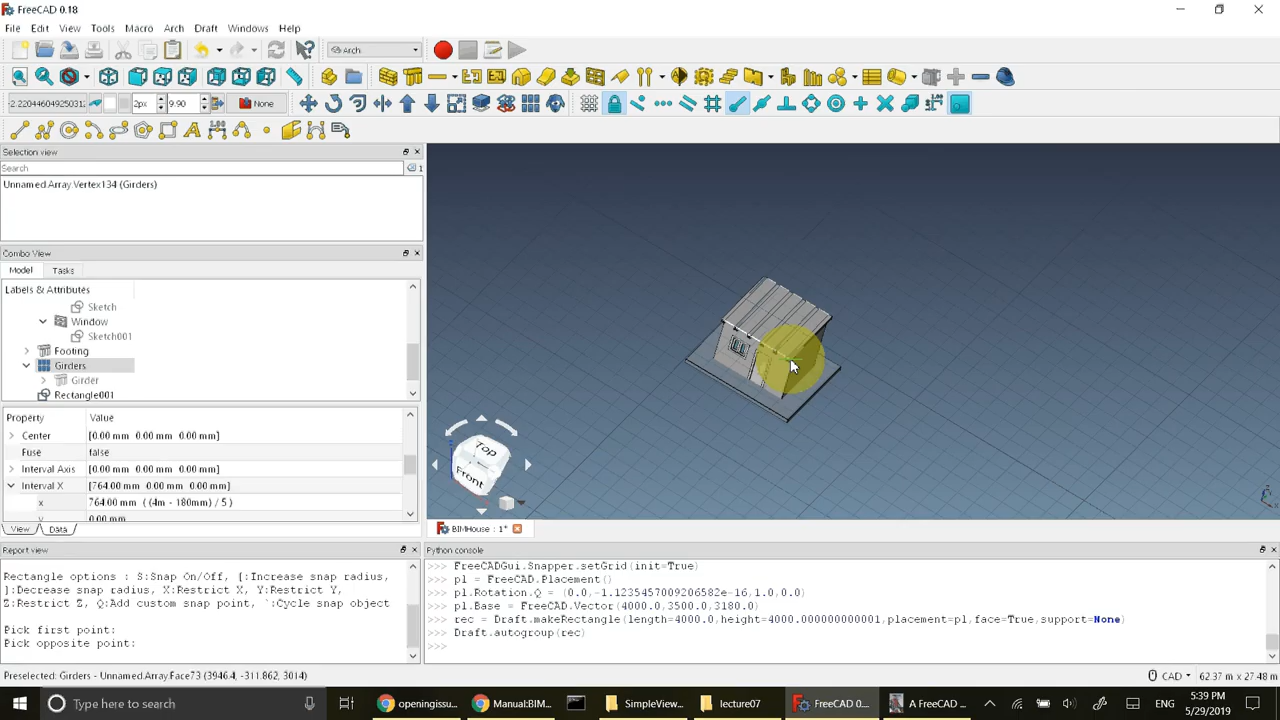 FreeCAD 0.18
File Edit View Tools Macro Arch Draft Windows Help
Arch
-2.22044604925031: 2px 9.90 None
Selection view
Search
1
Unnamed.Array.Vertex134 (Girders)
Combo View
Model Tasks
Labels & Attributes
Sketch
Window
Sketch001
Footing
Girders
Girder
Rectangle001
Property Value
Center [0.00 mm 0.00 mm 0.00 mm]
Fuse false
Interval Axis [0.00 mm 0.00 mm 0.00 mm]
Interval X [764.00 mm 0.00 mm 0.00 mm]
x 764.00 mm ( (4m - 180mm) / 5 )
y 0.00 mm
View Data
Top
Front
BIMHouse : 1*
Report view
Rectangle options : S:Snap On/Off, [:Increase snap radius,
]:Decrease snap radius, X:Restrict X, Y:Restrict Y,
Z:Restrict Z, Q:Add custom snap point, `:Cycle snap object
Pick first point:
Pick opposite point:
Python console
>>> FreeCADGui.Snapper.setGrid(init=True)
>>> pl = FreeCAD.Placement()
>>> pl.Rotation.Q = (0.0,-1.1235457009206582e-16,1.0,0.0)
>>> pl.Base = FreeCAD.Vector(4000.0,3500.0,3180.0)
>>> rec = Draft.makeRectangle(length=4000.0,height=4000.000000000001,placement=pl,face=True,support=None)
>>> Draft.autogroup(rec)
>>>
Preselected: Girders - Unnamed.Array.Face73 (3946.4, -311.862, 3014)
CAD 62.37 m x 27.48 m
Type here to search
openingissu...
Manual:BIM...
SimpleView...
lecture07
FreeCAD 0...
A FreeCAD ...
ENG
5:39 PM
5/29/2019